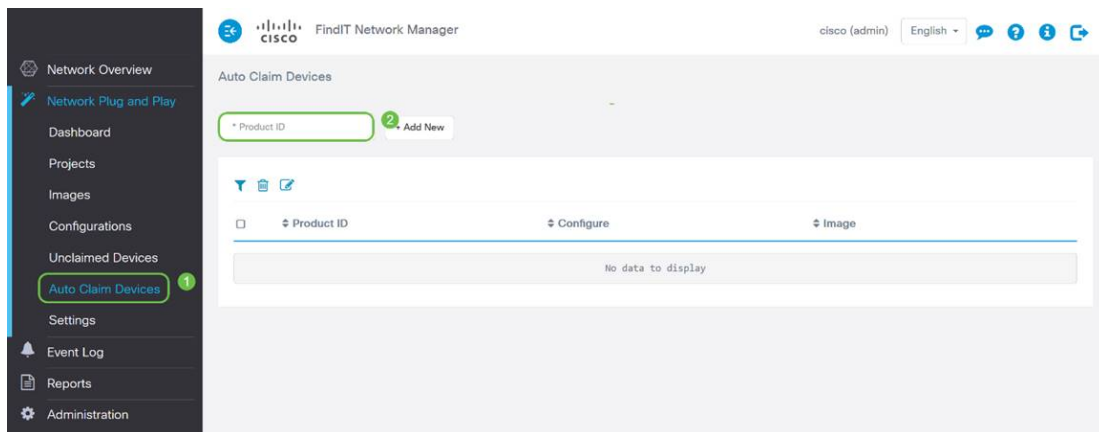 CISCO FindIT Network Manager cisco (admin) English
Network Overview
Auto Claim Devices
Network Plug and Play
* Product ID 2 + Add New
Dashboard
Projects
Images
Product ID Configure Image
Configurations
Unclaimed Devices
No data to display
Auto Claim Devices 1
Settings
Event Log
Reports
Administration